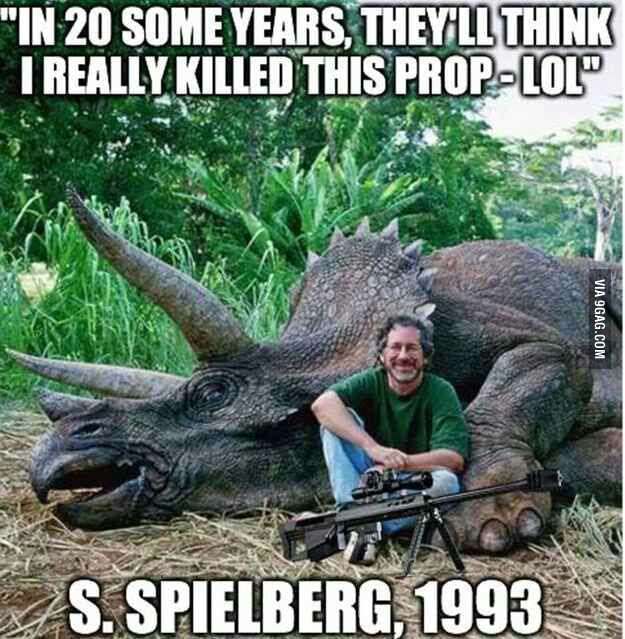 "IN 20 SOME YEARS, THEY'LL THINK
I REALLY KILLED THIS PROP - LOL"
VIA 9GAG.COM
S. SPIELBERG, 1993